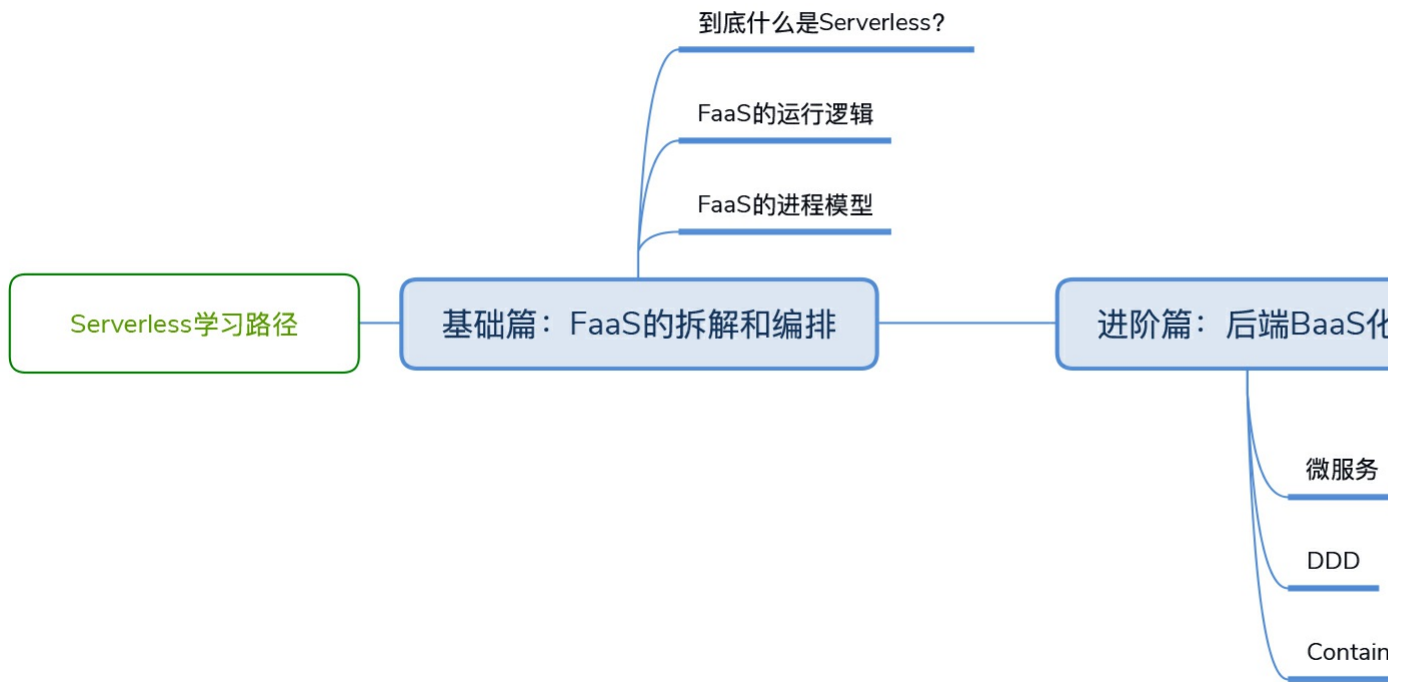 到底什么是Serverless？
FaaS的运行逻辑
FaaS的进程模型
Serverless学习路径
基础篇：FaaS的拆解和编排
进阶篇：后端BaaS化
微服务
DDD
Contain